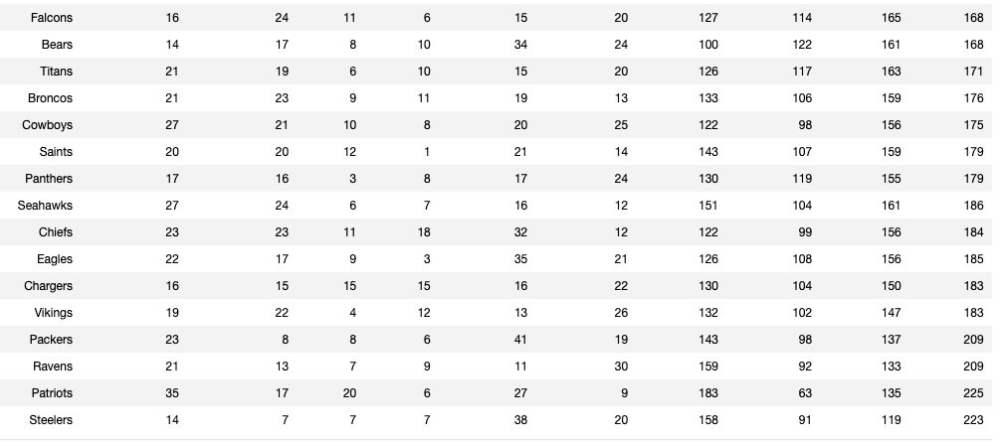 Falcons 16 24 11 6 15 20 127 114 165 168
Bears 14 17 8 10 34 24 100 122 161 168
Titans 21 19 6 10 15 20 126 117 163 171
Broncos 21 23 9 11 19 13 133 106 159 176
Cowboys 27 21 10 8 20 25 122 98 156 175
Saints 20 20 12 1 21 14 143 107 159 179
Panthers 17 16 3 8 17 24 130 119 155 179
Seahawks 27 24 6 7 16 12 151 104 161 186
Chiefs 23 23 11 18 32 12 122 99 156 184
Eagles 22 17 9 3 35 21 126 108 156 185
Chargers 16 15 15 15 16 22 130 104 150 183
Vikings 19 22 4 12 13 26 132 102 147 183
Packers 23 8 8 6 41 19 143 98 137 209
Ravens 21 13 7 9 11 30 159 92 133 209
Patriots 35 17 20 6 27 9 183 63 135 225
Steelers 14 7 7 7 38 20 158 91 119 223